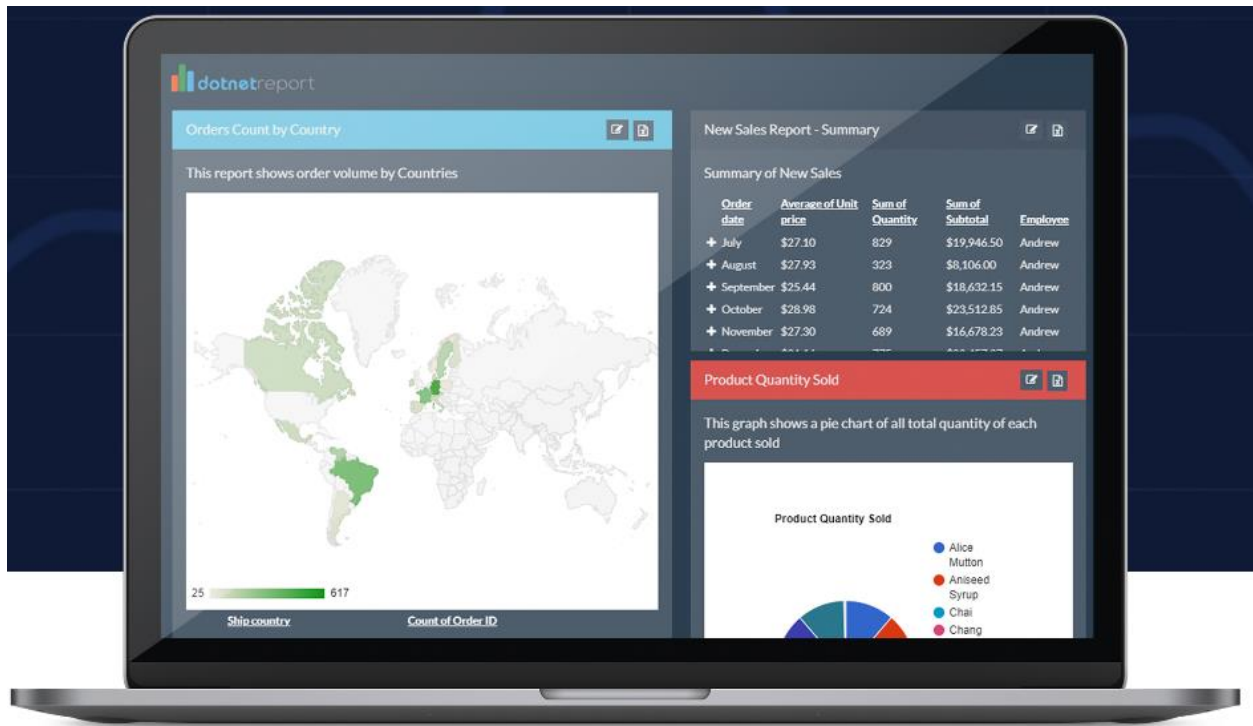 dotnetreport
Orders Count by Country
This report shows order volume by Countries
25 617
Ship country Count of Order ID
New Sales Report - Summary
Summary of New Sales
Order date Average of Unit price Sum of Quantity Sum of Subtotal Employee
July $27.10 829 $19,946.50 Andrew
August $27.93 323 $8,106.00 Andrew
September $25.44 800 $18,632.15 Andrew
October $28.98 724 $23,512.85 Andrew
November $27.30 689 $16,678.23 Andrew
Product Quantity Sold
This graph shows a pie chart of all total quantity of each
product sold
Product Quantity Sold
Alice
Mutton
Aniseed
Syrup
Chai
Chang